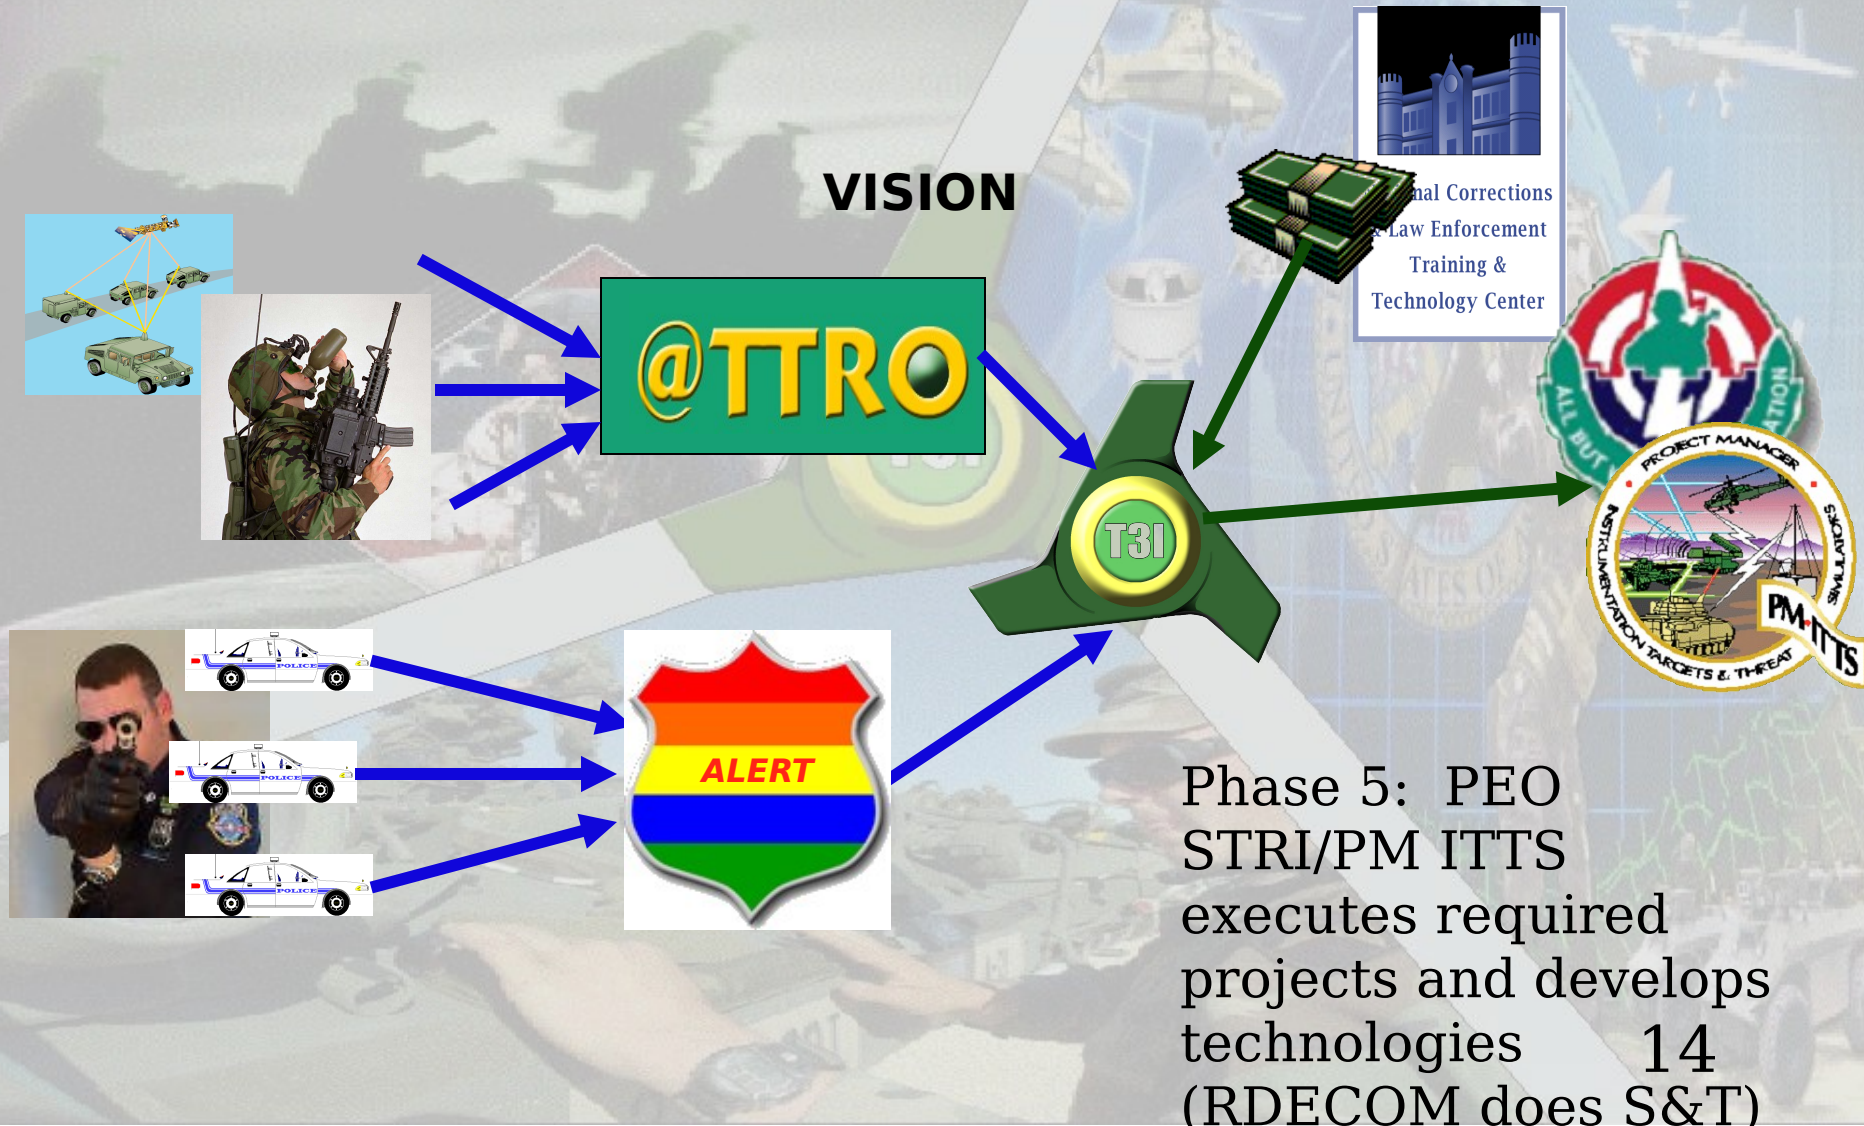 VISION
nal Corrections
& Law Enforcement
Training &
Technology Center
@TTRO
T3I
ALL BUT
ATION
PROJECT MANAGER
INSTRUMENTATION TARGETS & THREAT SIMULATORS
PM-ITTS
POLICE
POLICE
POLICE
ALERT
Phase 5: PEO
STRI/PM ITTS
executes required
projects and develops
technologies
(RDECOM does S&T)
14